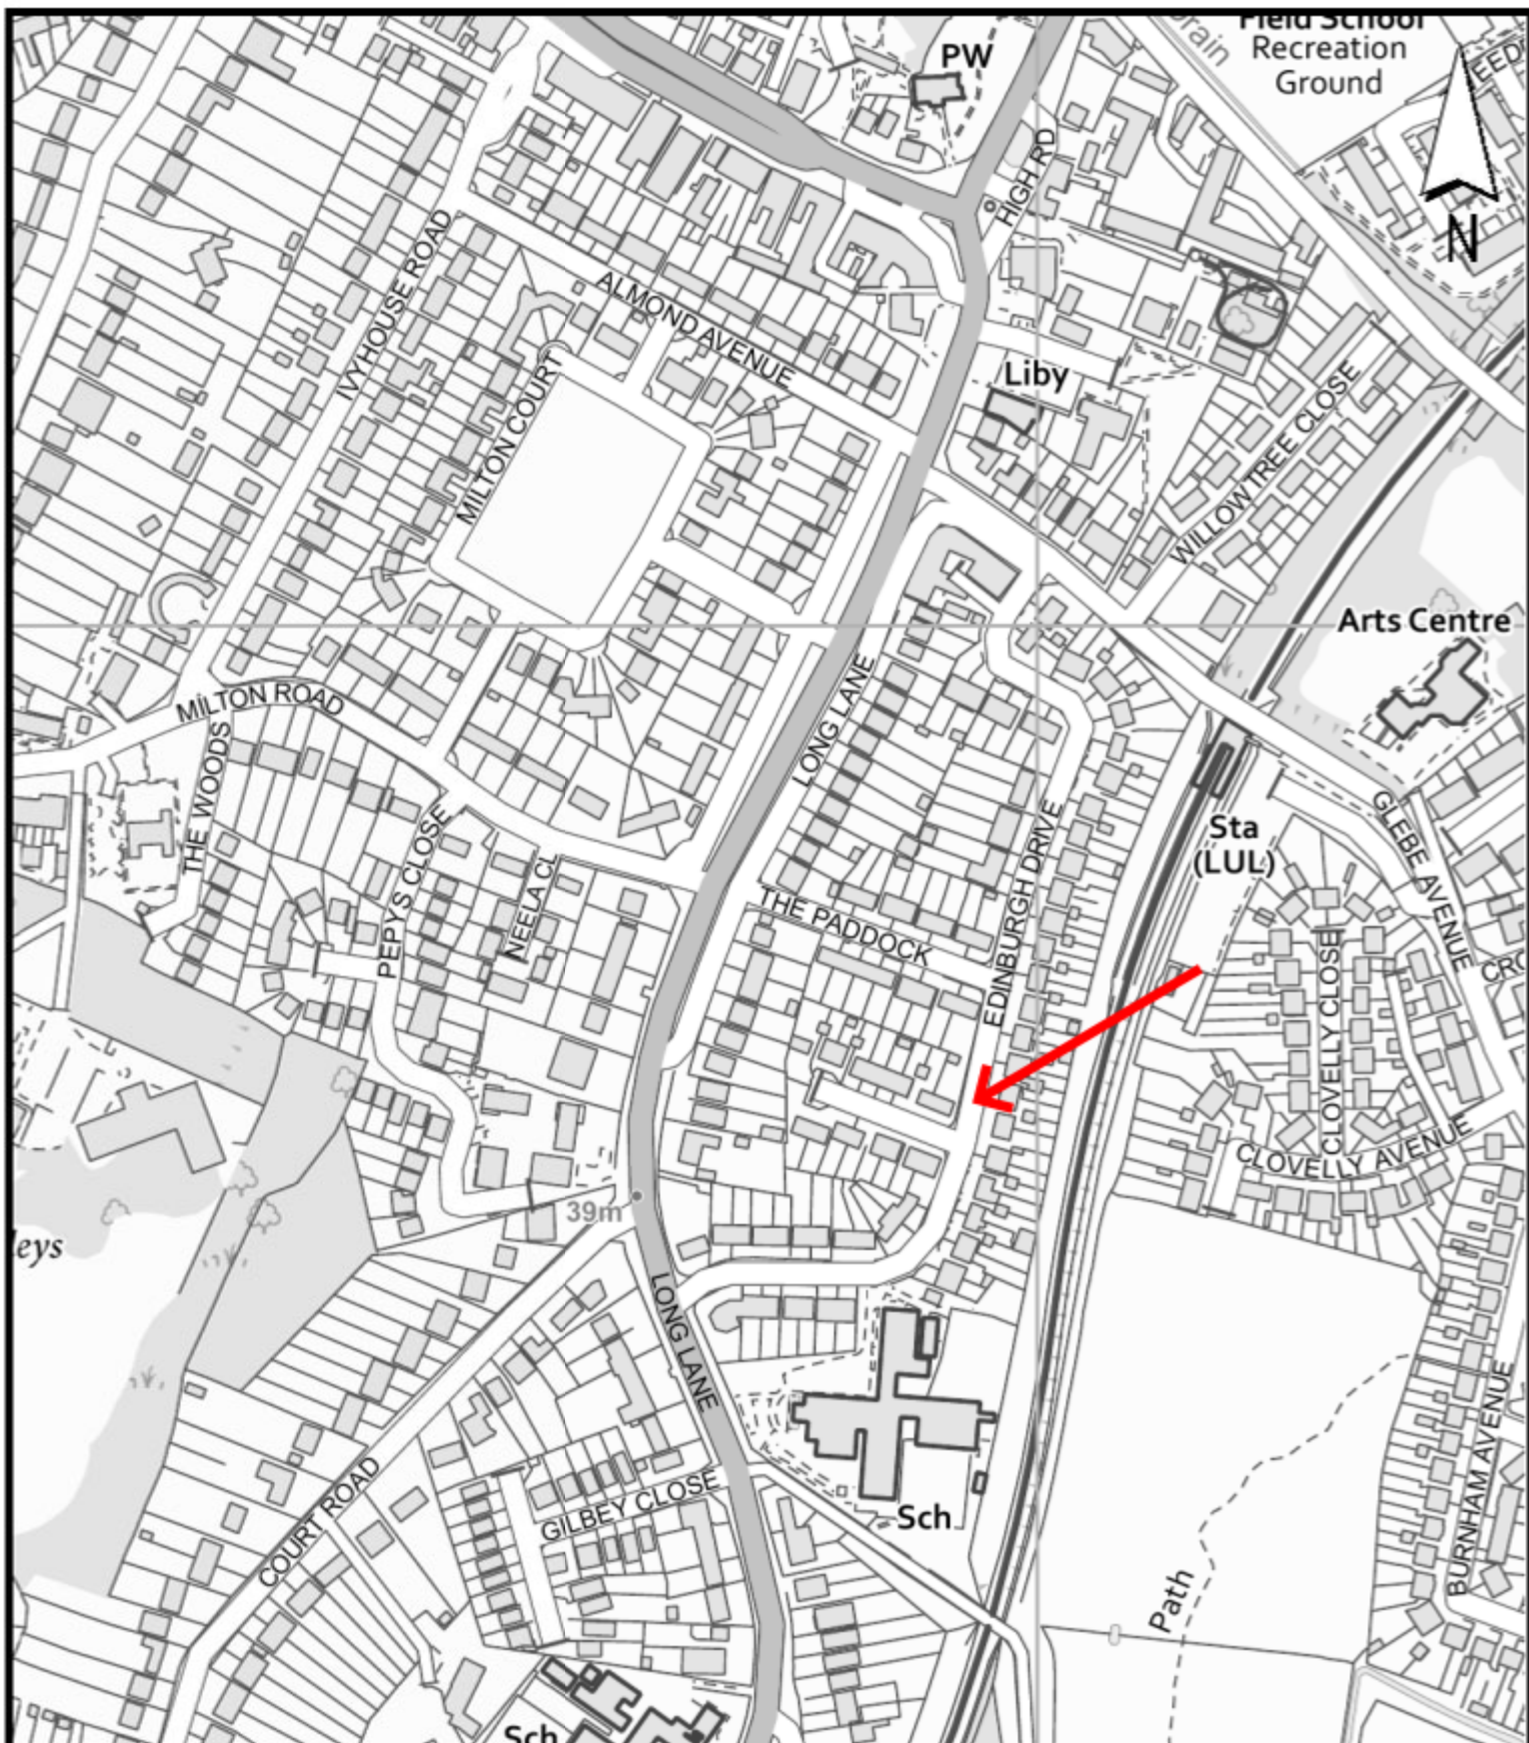 Field School
Recreation
Ground
Drain
PW
HIGH RD
N
IVYHOUSE ROAD
ALMOND AVENUE
MILTON COURT
Liby
WILLOWTREE CLOSE
Arts Centre
MILTON ROAD
THE WOODS
LONG LANE
PEPYS CLOSE
NEELA CL
EDINBURGH DRIVE
THE PADDOCK
Sta
(LUL)
GLEBE AVENUE
CRO
CLOVELLY CLOSE
CLOVELLY AVENUE
39m
leys
LONG LANE
COURT ROAD
GILBEY CLOSE
Sch
Path
BURNHAM AVENUE
Sch